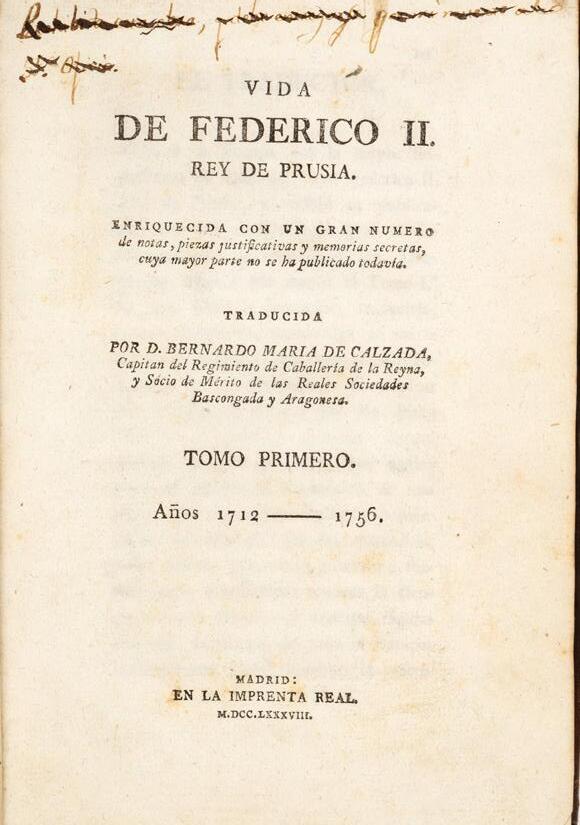 VIDA
DE FEDERICO II.
REY DE PRUSIA.
ENRIQUECIDA CON UN GRAN NUMERO
de notas, piezas justificativas y memorias secretas,
cuya mayor parte no se ha publicado todavía.
TRADUCIDA
POR D. BERNARDO MARIA DE CALZADA,
Capitan del Regimiento de Caballería de la Reyna,
y Socio de Mérito de las Reales Sociedades
Bascongada y Aragonesa.
TOMO PRIMERO.
Años 1712 —— 1756.
MADRID:
EN LA IMPRENTA REAL.
M.DCC.LXXXVIII.